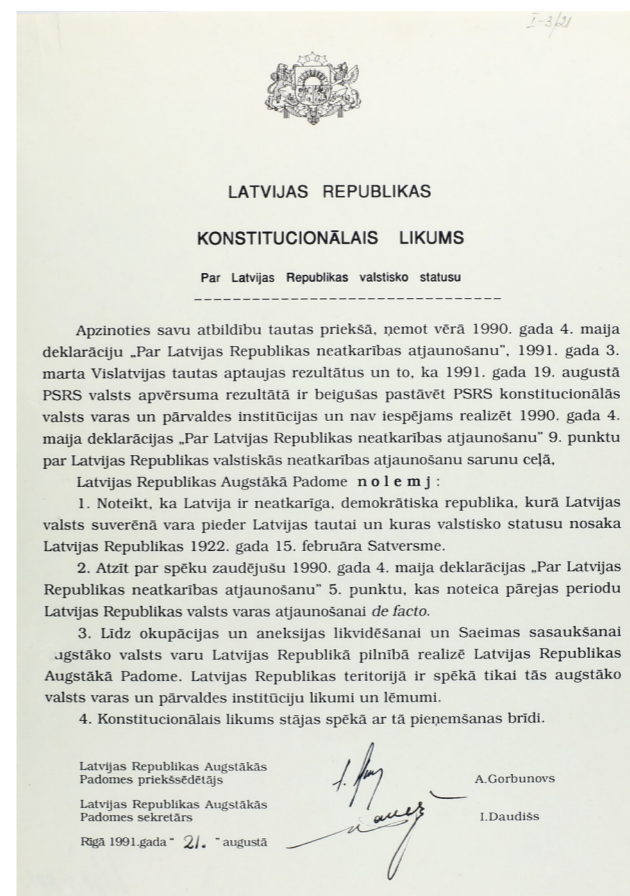 I-3/21
LATVIJAS REPUBLIKAS
KONSTITUCIONĀLAIS LIKUMS
Par Latvijas Republikas valstisko statusu
Apzinoties savu atbildību tautas priekšā, ņemot vērā 1990. gada 4. maija
deklarāciju „Par Latvijas Republikas neatkarības atjaunošanu", 1991. gada 3.
marta Vislatvijas tautas aptaujas rezultātus un to, ka 1991. gada 19. augustā
PSRS valsts apvērsuma rezultātā ir beigušas pastāvēt PSRS konstitucionālās
valsts varas un pārvaldes institūcijas un nav iespējams realizēt 1990. gada 4.
maija deklarācijas „Par Latvijas Republikas neatkarības atjaunošanu" 9. punktu
par Latvijas Republikas valstiskās neatkarības atjaunošanu sarunu ceļā,
Latvijas Republikas Augstākā Padome n o l e m j :
1. Noteikt, ka Latvija ir neatkarīga, demokrātiska republika, kurā Latvijas
valsts suverēnā vara pieder Latvijas tautai un kuras valstisko statusu nosaka
Latvijas Republikas 1922. gada 15. februāra Satversme.
2. Atzīt par spēku zaudējušu 1990. gada 4. maija deklarācijas „Par Latvijas
Republikas neatkarības atjaunošanu" 5. punktu, kas noteica pārejas periodu
Latvijas Republikas valsts varas atjaunošanai de facto.
3. Līdz okupācijas un aneksijas likvidēšanai un Saeimas sasaukšanai
augstāko valsts varu Latvijas Republikā pilnībā realizē Latvijas Republikas
Augstākā Padome. Latvijas Republikas teritorijā ir spēkā tikai tās augstāko
valsts varas un pārvaldes institūciju likumi un lēmumi.
4. Konstitucionālais likums stājas spēkā ar tā pieņemšanas brīdi.
Latvijas Republikas Augstākās
Padomes priekšsēdētājs A.Gorbunovs
Latvijas Republikas Augstākās
Padomes sekretārs I.Daudišs
Rīgā 1991.gada " 21. " augustā